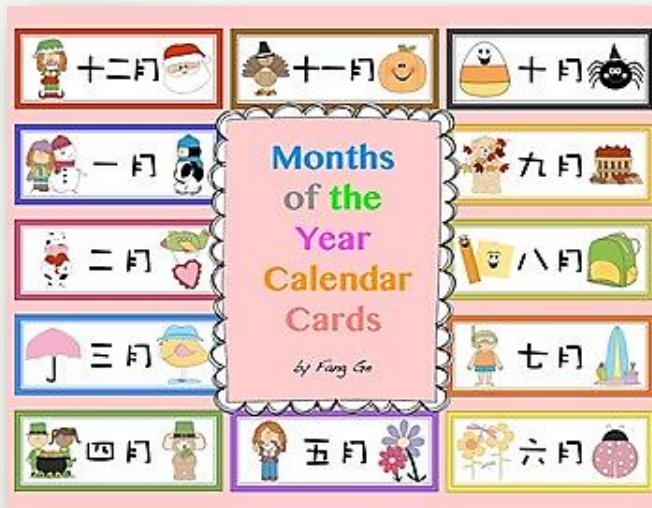 十二月
十一月
十月
一月
九月
二月
八月
三月
七月
四月
五月
六月
Months
of the
Year
Calendar
Cards
by Fang Ge